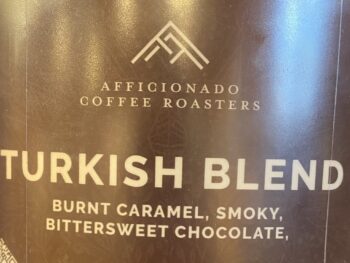 AFFICIONADO
COFFEE ROASTERS
TURKISH BLEND
BURNT CARAMEL, SMOKY,
BITTERSWEET CHOCOLATE,